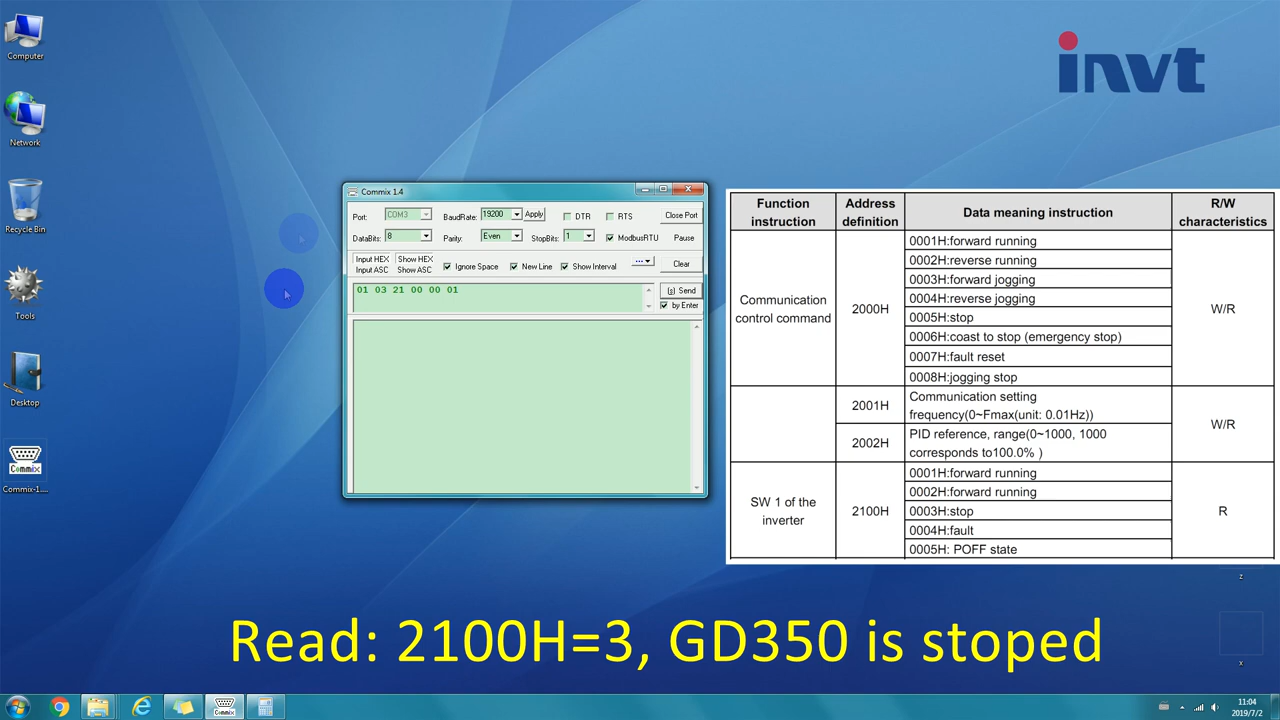 Computer
Network
Recycle Bin
Tools
Desktop
Commix
Commix-1....
invt
Commix 1.4
Port: COM3 BaudRate: 19200 Apply DTR RTS Close Port
DataBits: 8 Parity: Even StopBits: 1 ModbusRTU Pause
Input HEX Show HEX
Input ASC Show ASC Ignore Space New Line Show Interval ... Clear
01 03 21 00 00 01
(s) Send
by Enter
Function instruction
Address definition
Data meaning instruction
R/W characteristics
Communication control command
2000H
0001H:forward running
0002H:reverse running
0003H:forward jogging
0004H:reverse jogging
0005H:stop
0006H:coast to stop (emergency stop)
0007H:fault reset
0008H:jogging stop
W/R
2001H
Communication setting
frequency(0~Fmax(unit: 0.01Hz))
2002H
PID reference, range(0~1000, 1000
corresponds to100.0% )
W/R
SW 1 of the inverter
2100H
0001H:forward running
0002H:forward running
0003H:stop
0004H:fault
0005H: POFF state
R
z
x
Read: 2100H=3, GD350 is stoped
Commix
11:04
2019/7/2